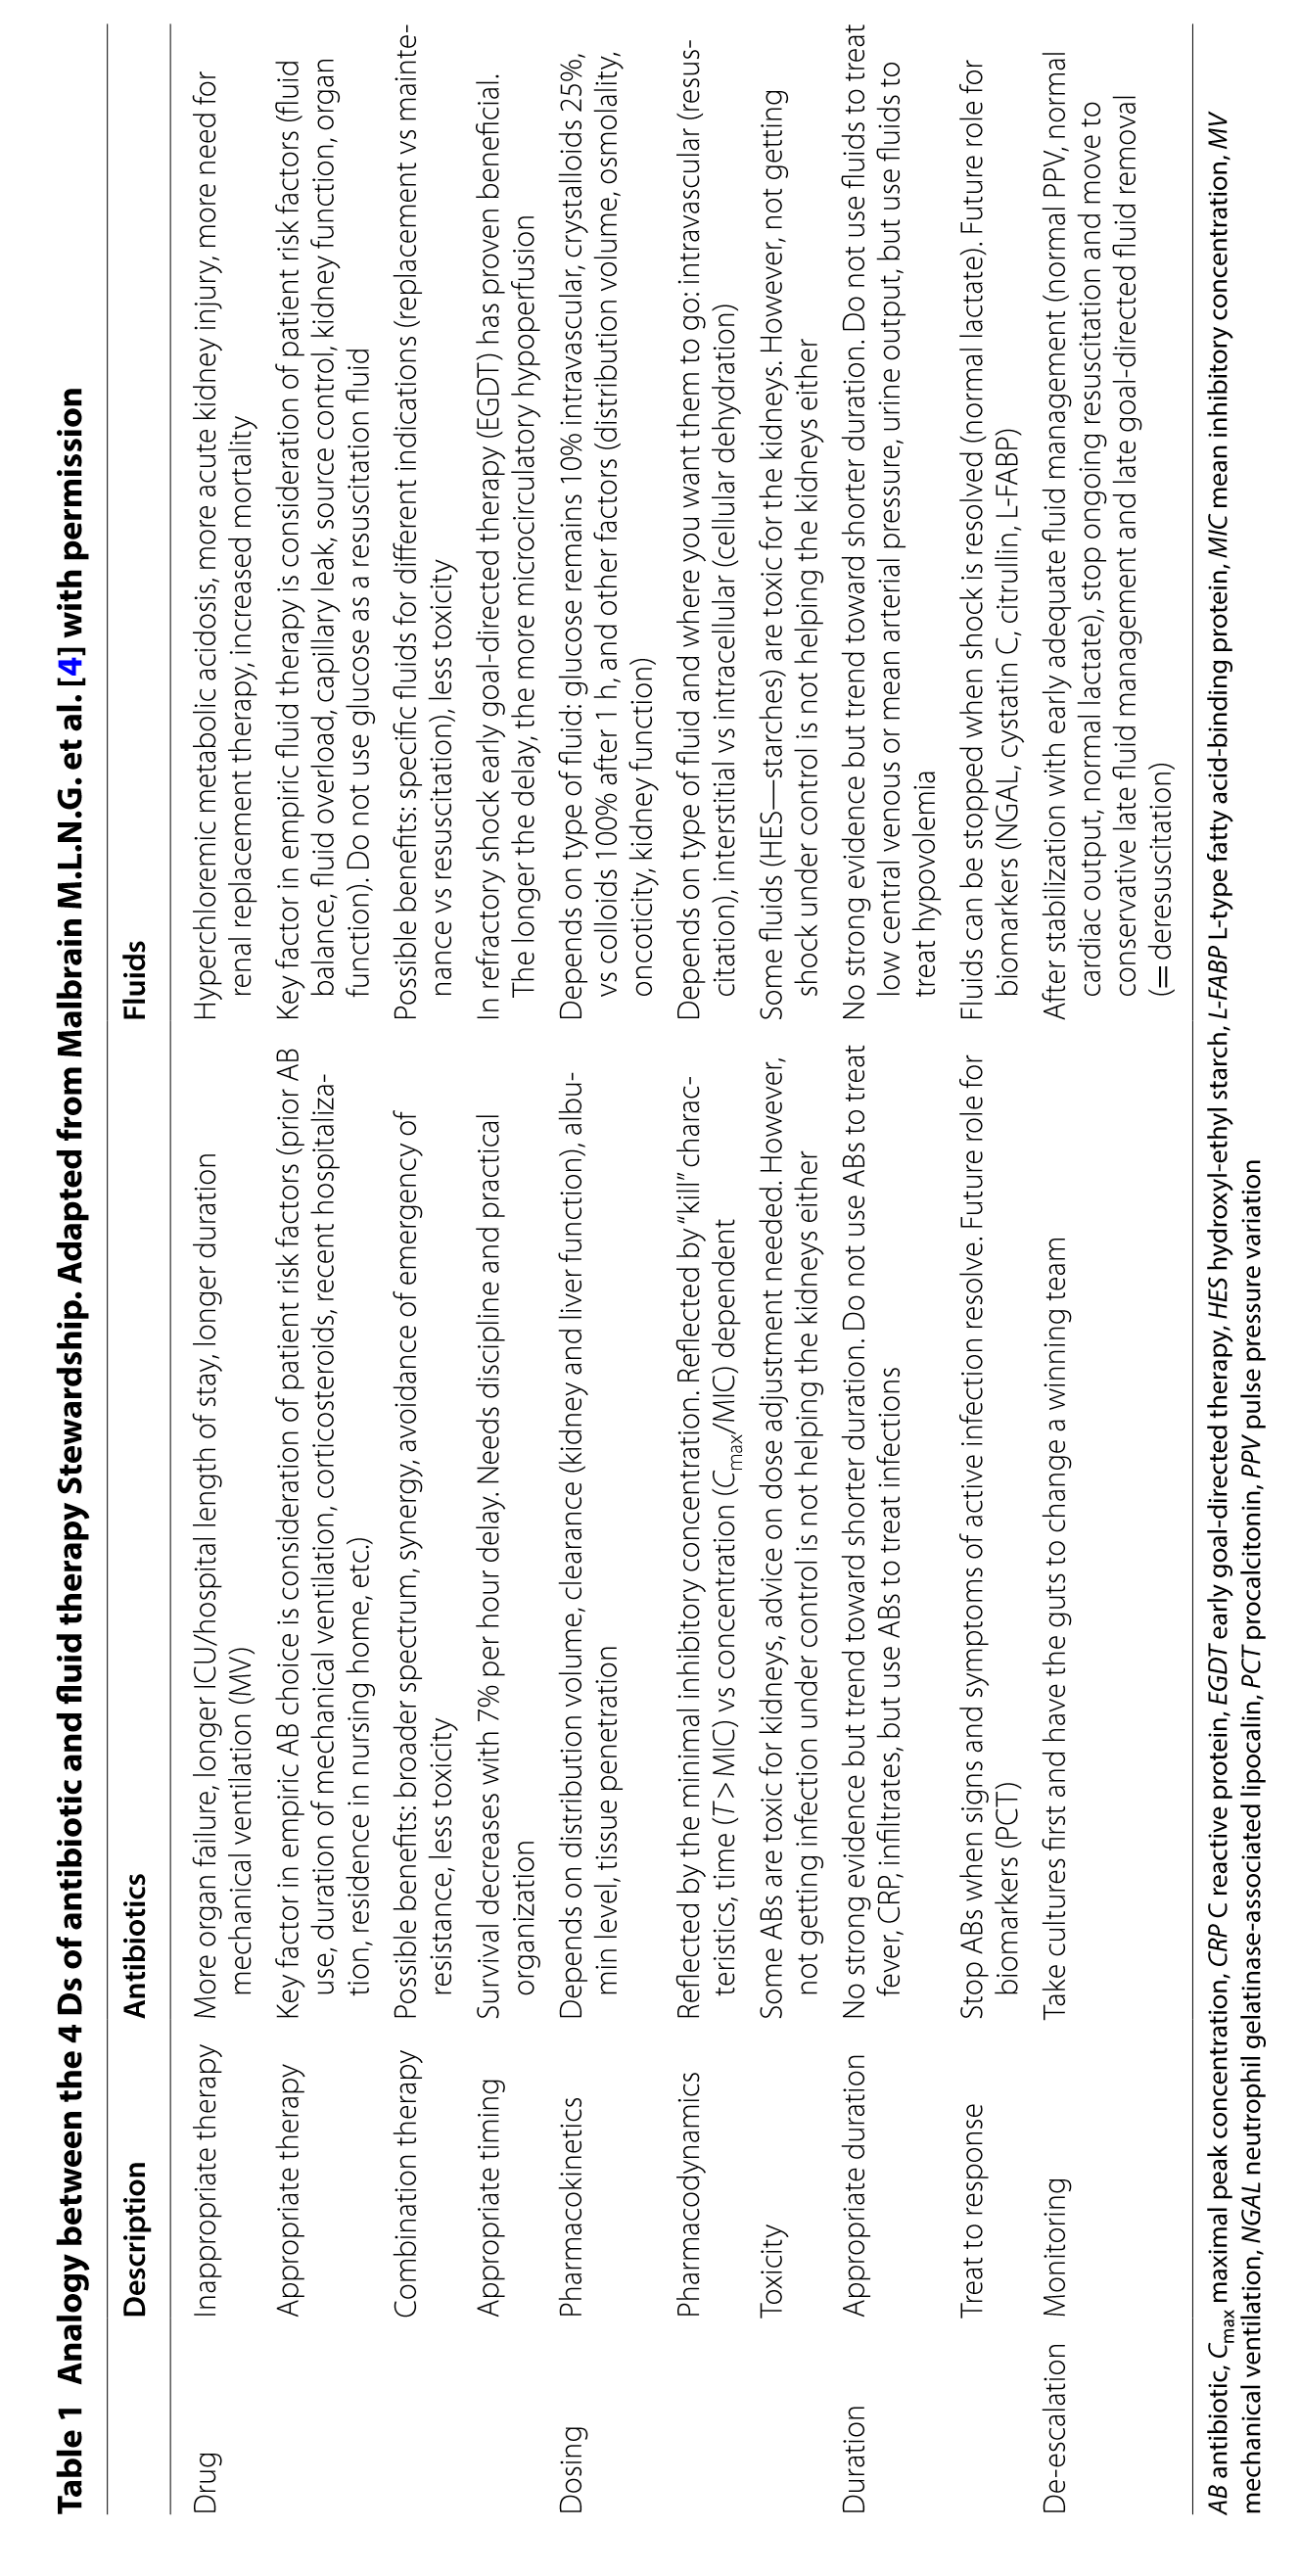 Table 1 Analogy between the 4 Ds of antibiotic and fluid therapy Stewardship. Adapted from Malbrain M.L.N.G. et al. [4] with permission
Description Antibiotics Fluids
Drug Inappropriate therapy More organ failure, longer ICU/hospital length of stay, longer duration Hyperchloremic metabolic acidosis, more acute kidney injury, more need for
mechanical ventilation (MV) renal replacement therapy, increased mortality
Appropriate therapy Key factor in empiric AB choice is consideration of patient risk factors (prior AB Key factor in empiric fluid therapy is consideration of patient risk factors (fluid
use, duration of mechanical ventilation, corticosteroids, recent hospitaliza- balance, fluid overload, capillary leak, source control, kidney function, organ
tion, residence in nursing home, etc.) function). Do not use glucose as a resuscitation fluid
Combination therapy Possible benefits: broader spectrum, synergy, avoidance of emergency of Possible benefits: specific fluids for different indications (replacement vs mainte-
resistance, less toxicity nance vs resuscitation), less toxicity
Appropriate timing Survival decreases with 7% per hour delay. Needs discipline and practical In refractory shock early goal-directed therapy (EGDT) has proven beneficial.
organization The longer the delay, the more microcirculatory hypoperfusion
Dosing Pharmacokinetics Depends on distribution volume, clearance (kidney and liver function), albu- Depends on type of fluid: glucose remains 10% intravascular, crystalloids 25%,
min level, tissue penetration vs colloids 100% after 1 h, and other factors (distribution volume, osmolality,
oncoticity, kidney function)
Pharmacodynamics Reflected by the minimal inhibitory concentration. Reflected by “kill” charac- Depends on type of fluid and where you want them to go: intravascular (resus-
teristics, time (T > MIC) vs concentration (Cmax/MIC) dependent citation), interstitial vs intracellular (cellular dehydration)
Toxicity Some ABs are toxic for kidneys, advice on dose adjustment needed. However, Some fluids (HES—starches) are toxic for the kidneys. However, not getting
not getting infection under control is not helping the kidneys either shock under control is not helping the kidneys either
Duration Appropriate duration No strong evidence but trend toward shorter duration. Do not use ABs to treat No strong evidence but trend toward shorter duration. Do not use fluids to treat
fever, CRP, infiltrates, but use ABs to treat infections low central venous or mean arterial pressure, urine output, but use fluids to
treat hypovolemia
Treat to response Stop ABs when signs and symptoms of active infection resolve. Future role for Fluids can be stopped when shock is resolved (normal lactate). Future role for
biomarkers (PCT) biomarkers (NGAL, cystatin C, citrullin, L-FABP)
De-escalation Monitoring Take cultures first and have the guts to change a winning team After stabilization with early adequate fluid management (normal PPV, normal
cardiac output, normal lactate), stop ongoing resuscitation and move to
conservative late fluid management and late goal-directed fluid removal
(= deresuscitation)
AB antibiotic, Cmax maximal peak concentration, CRP C reactive protein, EGDT early goal-directed therapy, HES hydroxyl-ethyl starch, L-FABP L-type fatty acid-binding protein, MIC mean inhibitory concentration, MV
mechanical ventilation, NGAL neutrophil gelatinase-associated lipocalin, PCT procalcitonin, PPV pulse pressure variation